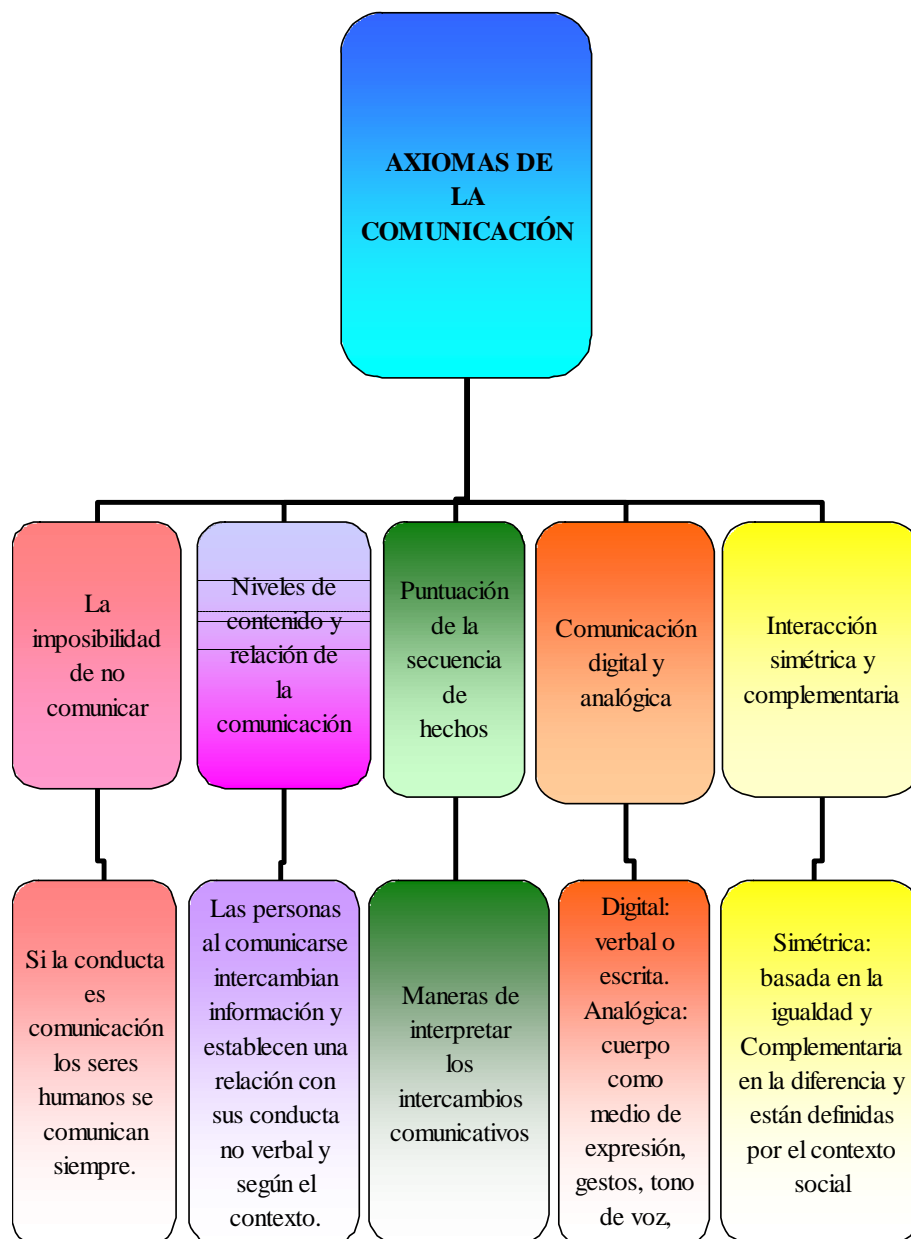 AXIOMAS DE
LA
COMUNICACIÓN
La
imposibilidad
de no
comunicar
Niveles de
contenido y
relación de
la
comunicación
Puntuación
de la
secuencia
de
hechos
Comunicación
digital y
analógica
Interacción
simétrica y
complementaria
Si la conducta
es
comunicación
los seres
humanos se
comunican
siempre.
Las personas
al comunicarse
intercambian
información y
establecen una
relación con
sus conducta
no verbal y
según el
contexto.
Maneras de
interpretar
los
intercambios
comunicativos
Digital:
verbal o
escrita.
Analógica:
cuerpo
como
medio de
expresión,
gestos, tono
de voz,
Simétrica:
basada en la
igualdad y
Complementaria
en la diferencia y
están definidas
por el contexto
social